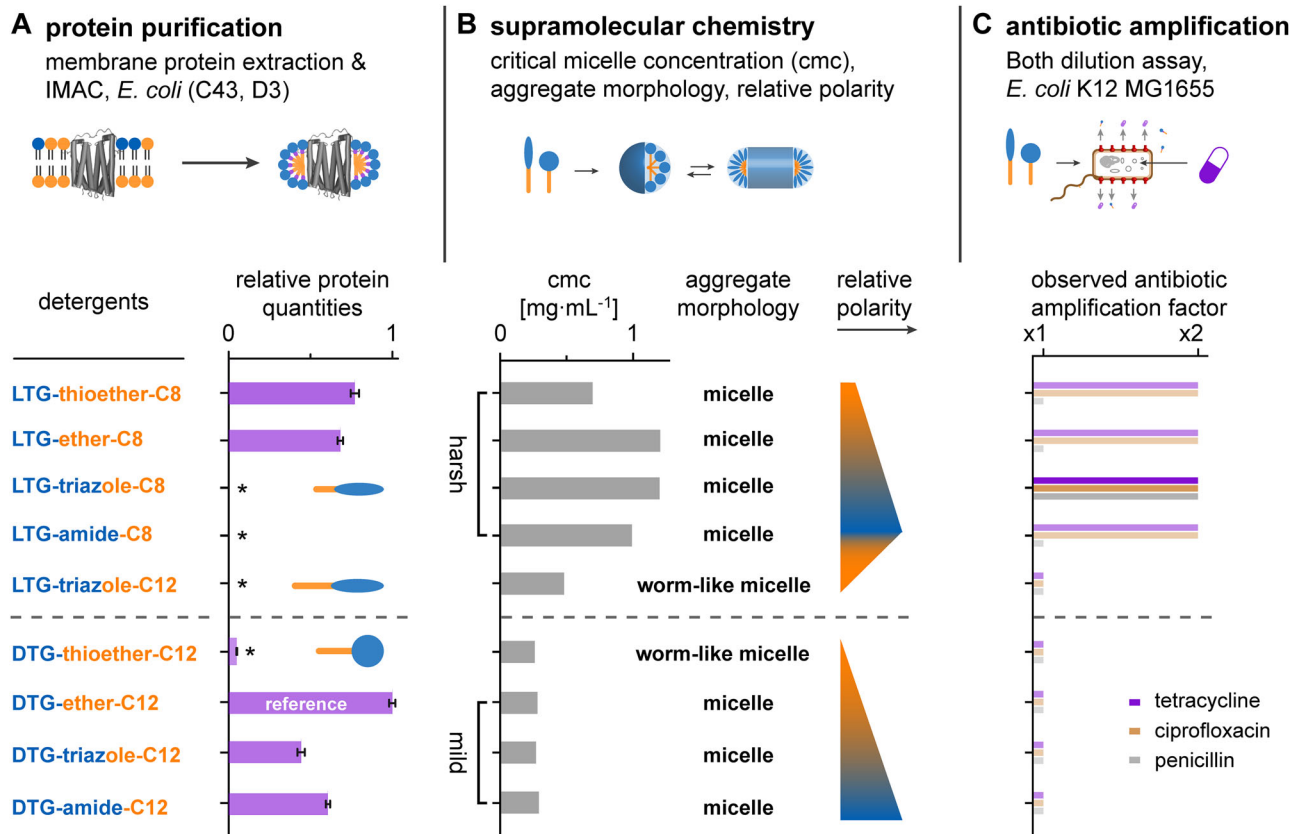 A protein purification
membrane protein extraction &
IMAC, E. coli (C43, D3)
B supramolecular chemistry
critical micelle concentration (cmc),
aggregate morphology, relative polarity
C antibiotic amplification
Both dilution assay,
E. coli K12 MG1655
detergents
relative protein
quantities
0 1
cmc
[mg·mL⁻¹]
0 1
aggregate
morphology
relative
polarity
observed antibiotic
amplification factor
x1 x2
LTG-thioether-C8
micelle
LTG-ether-C8
micelle
LTG-triazole-C8
*
micelle
LTG-amide-C8
*
micelle
harsh
LTG-triazole-C12
*
worm-like micelle
DTG-thioether-C12
*
worm-like micelle
DTG-ether-C12
reference
micelle
DTG-triazole-C12
micelle
DTG-amide-C12
micelle
mild
tetracycline
ciprofloxacin
penicillin